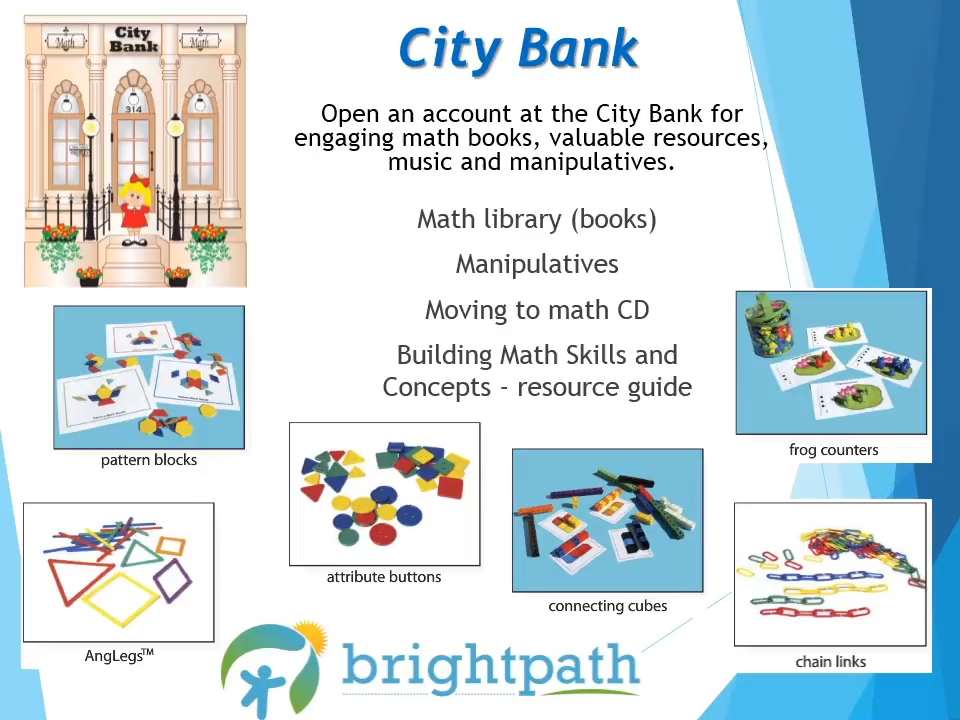 City Bank
Math
City
Bank
Math
314
Open an account at the City Bank for
engaging math books, valuable resources,
music and manipulatives.
Math library (books)
Manipulatives
Moving to math CD
Building Math Skills and
Concepts - resource guide
pattern blocks
frog counters
attribute buttons
connecting cubes
AngLegs™
chain links
brightpath